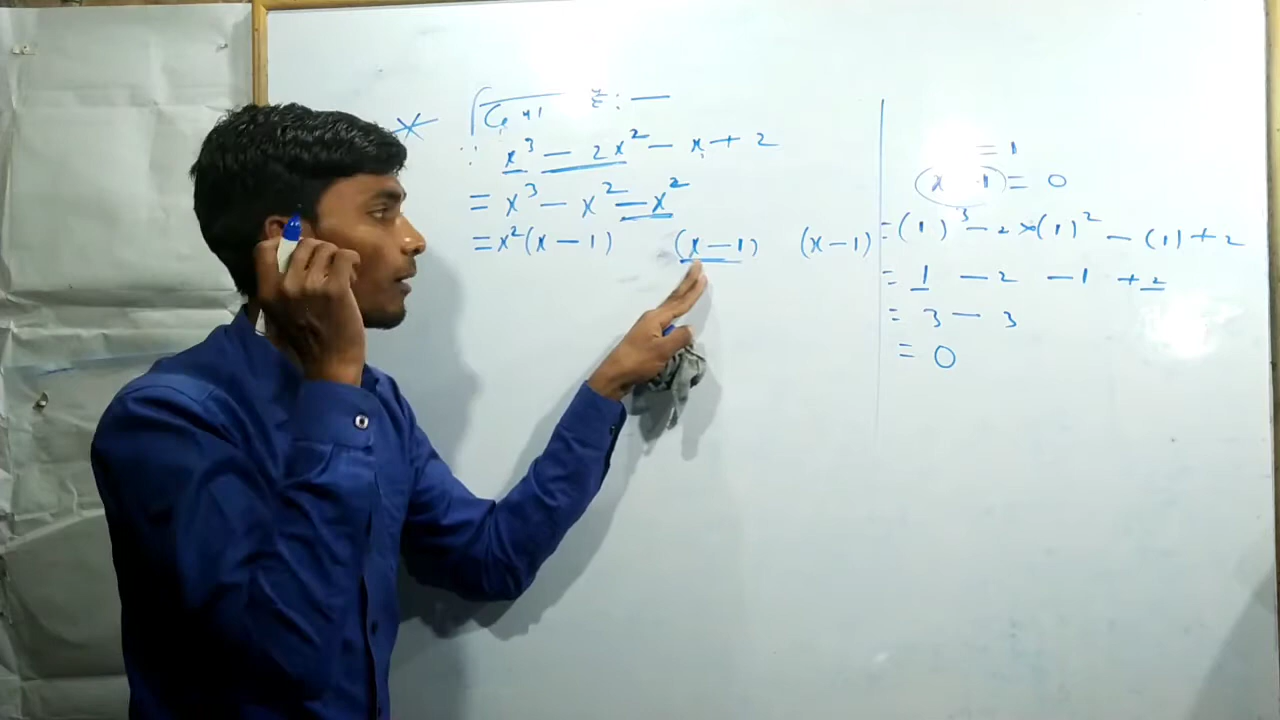 x³ – 2x² – x + 2
= x³ – x² – x²
= x²(x – 1) (x – 1) (x – 1)
= 1
x – 1 = 0
= (1)³ – 2×(1)² – (1) + 2
= 1 – 2 – 1 + 2
= 3 – 3
= 0